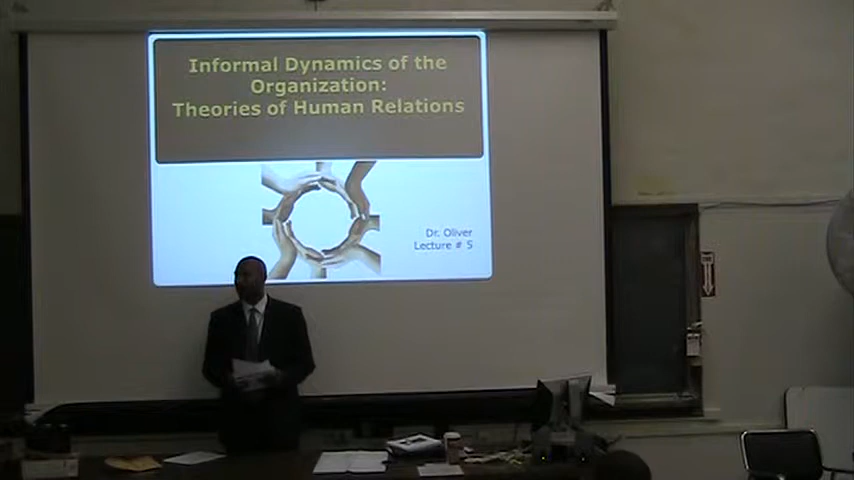 Informal Dynamics of the
Organization:
Theories of Human Relations
Dr. Oliver
Lecture # 5